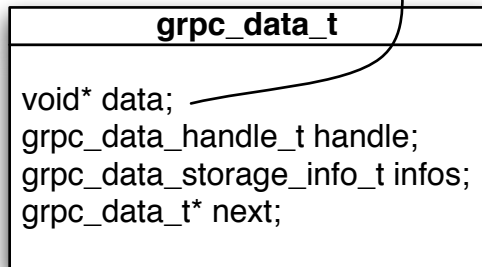 grpc_data_t
void* data;
grpc_data_handle_t handle;
grpc_data_storage_info_t infos;
grpc_data_t* next;